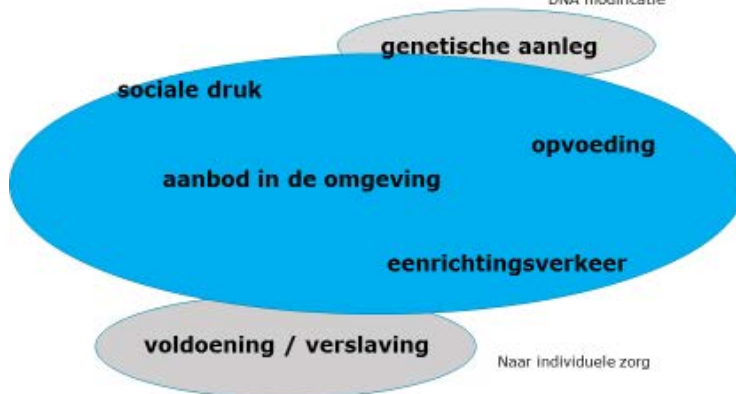 DNA modificatie
genetische aanleg
sociale druk
opvoeding
aanbod in de omgeving
eenrichtingsverkeer
voldoening / verslaving
Naar individuele zorg